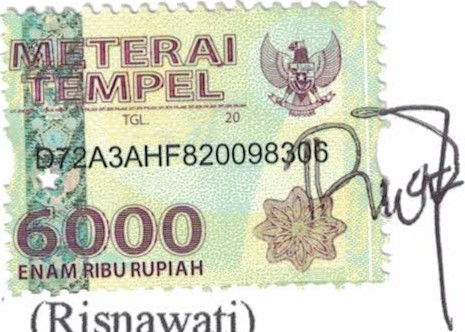 METERAI
TEMPEL
TGL. 20
D72A3AHF820098306
6000
ENAM RIBU RUPIAH
(Risnawati)